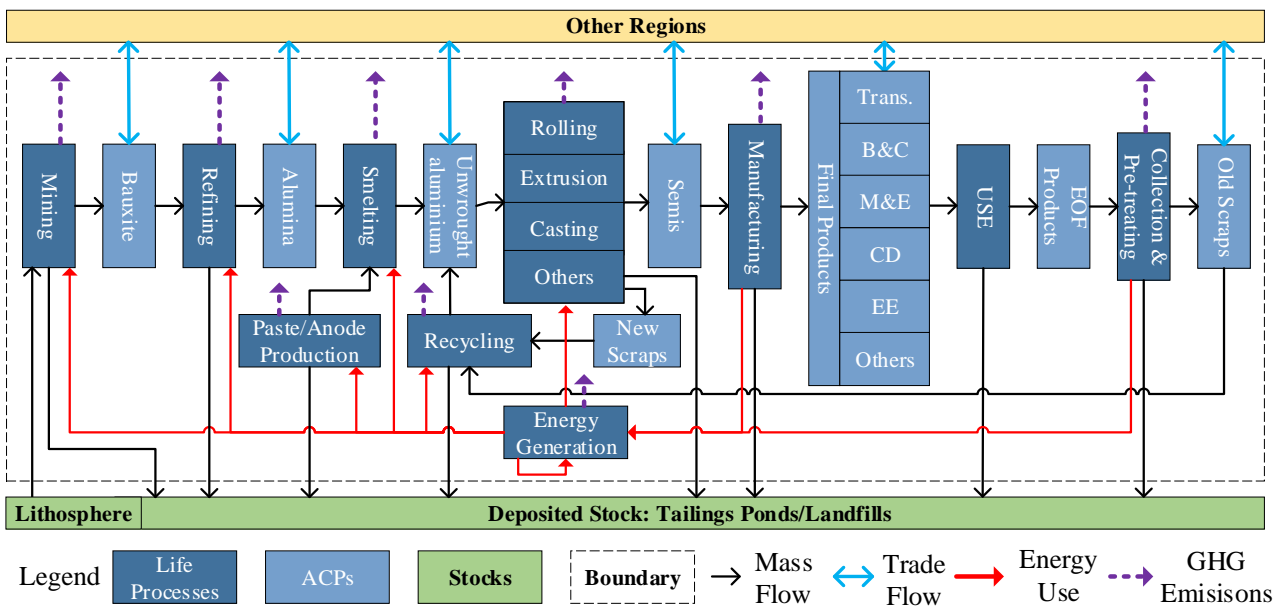 Other Regions
Mining
Bauxite
Refining
Alumina
Smelting
Unwrought
aluminium
Rolling
Extrusion
Casting
Others
Semis
Manufacturing
Final Products
Trans.
B&C
M&E
CD
EE
Others
USE
EOF
Products
Collection &
Pre-treating
Old Scraps
Paste/Anode
Production
Recycling
New
Scraps
Energy
Generation
Lithosphere
Deposited Stock: Tailings Ponds/Landfills
Legend
Life
Processes
ACPs
Stocks
Boundary
Mass
Flow
Trade
Flow
Energy
Use
GHG
Emisisons